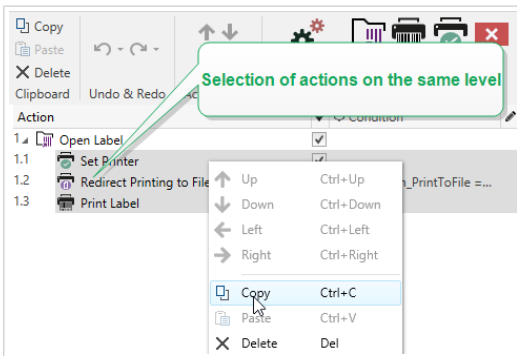 Copy
Paste
Delete
Clipboard
Undo & Redo
Selection of actions on the same level
Action
Condition
1 Open Label
1.1 Set Printer
1.2 Redirect Printing to File
_PrintToFile =...
1.3 Print Label
Up Ctrl+Up
Down Ctrl+Down
Left Ctrl+Left
Right Ctrl+Right
Copy Ctrl+C
Paste Ctrl+V
Delete Del